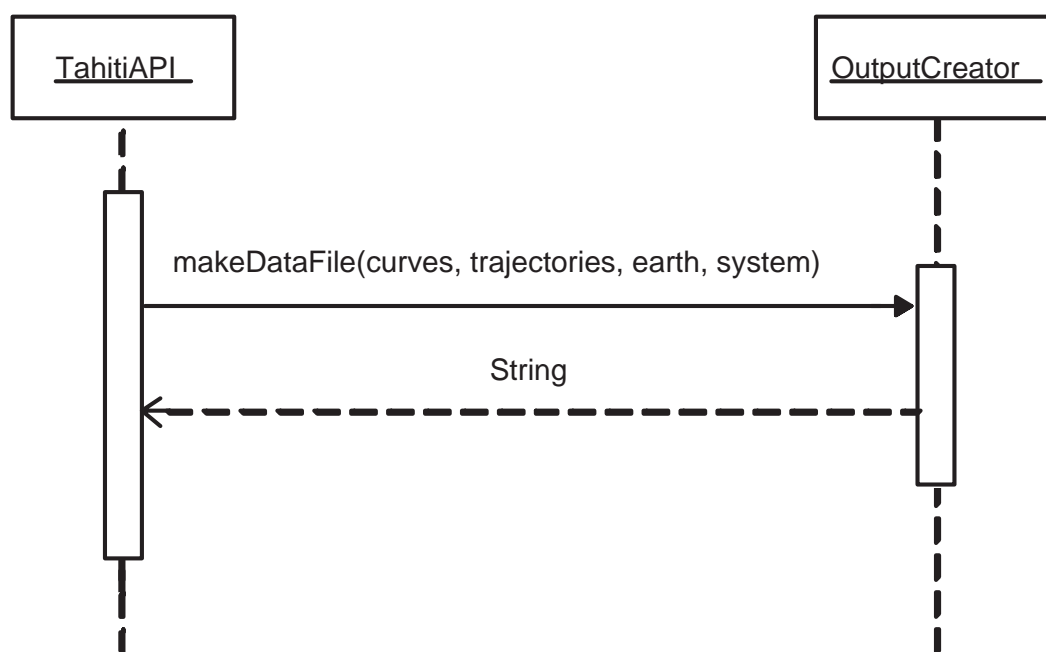 TahitiAPI
OutputCreator
makeDataFile(curves, trajectories, earth, system)
String